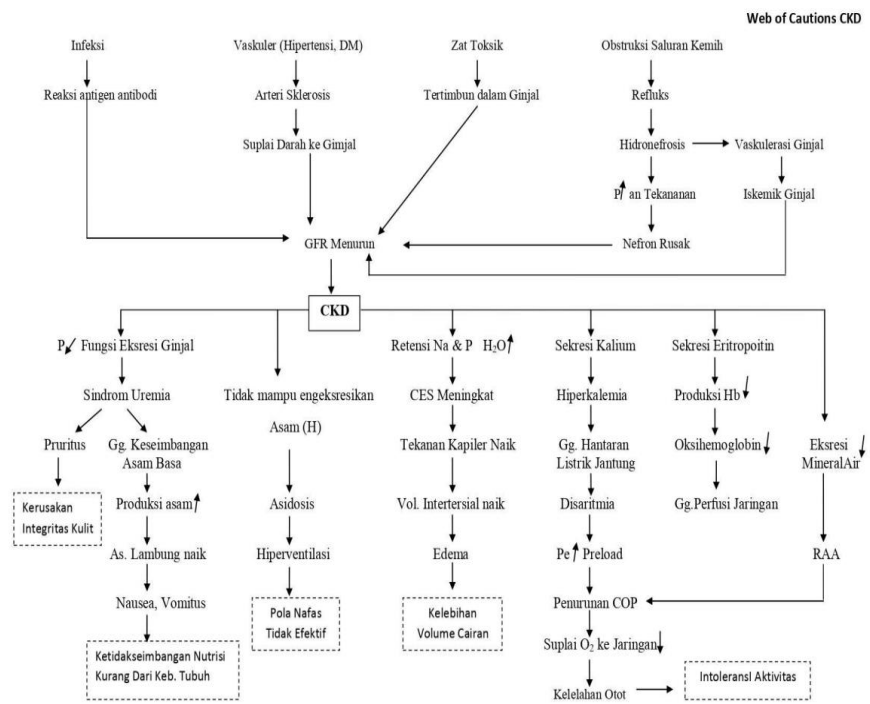 Web of Cautions CKD
Infeksi
Vaskuler (Hipertensi, DM)
Zat Toksik
Obstruksi Saluran Kemih
Reaksi antigen antibodi
Arteri Sklerosis
Tertimbun dalam Ginjal
Refluks
Suplai Darah ke Gimjal
Hidronefrosis
Vaskulerasi Ginjal
P↑ an Tekananan
Iskemik Ginjal
GFR Menurun
Nefron Rusak
CKD
P↓ Fungsi Eksresi Ginjal
Retensi Na & P H₂O↑
Sekresi Kalium
Sekresi Eritropoitin
Sindrom Uremia
Tidak mampu engeksresikan
Asam (H)
CES Meningkat
Hiperkalemia
Produksi Hb↓
Pruritus
Gg. Keseimbangan
Asam Basa
Tekanan Kapiler Naik
Gg. Hantaran
Listrik Jantung
Oksihemoglobin↓
Eksresi
MineralAir↓
Kerusakan
Integritas Kulit
Produksi asam↑
Asidosis
Vol. Intertersial naik
Disaritmia
Gg.Perfusi Jaringan
As. Lambung naik
Hiperventilasi
Edema
Pe↑ Preload
RAA
Nausea, Vomitus
Pola Nafas
Tidak Efektif
Kelebihan
Volume Cairan
Penurunan COP
Ketidakseimbangan Nutrisi
Kurang Dari Keb. Tubuh
Suplai O₂ ke Jaringan↓
Kelelahan Otot
IntoleransI Aktivitas